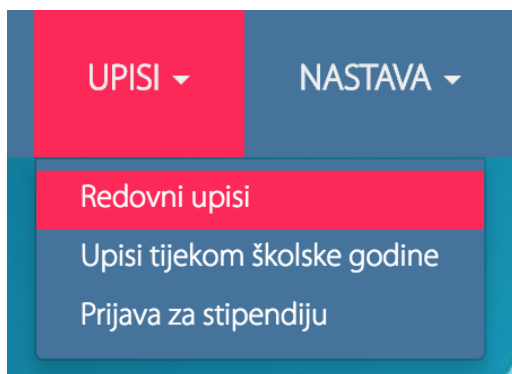 UPISI NASTAVA
Redovni upisi
Upisi tijekom školske godine
Prijava za stipendiju